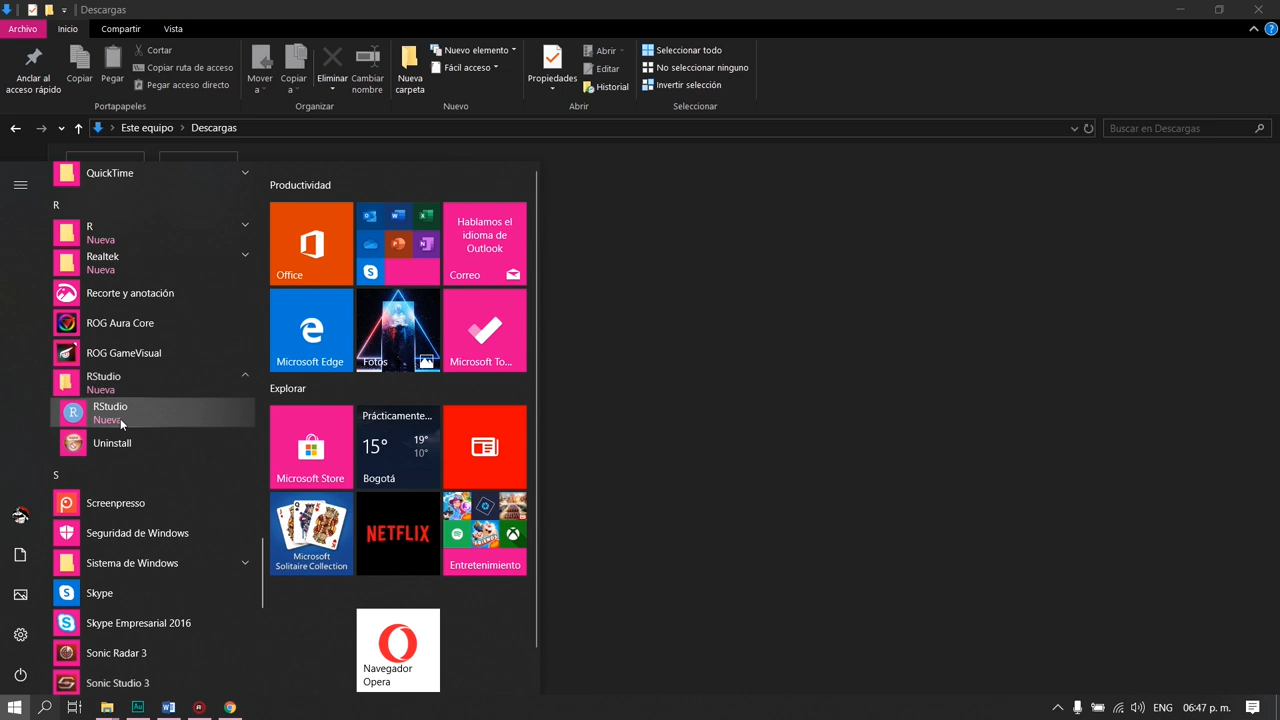 Descargas
Archivo
Inicio
Compartir
Vista
Anclar al
acceso rápido
Copiar
Pegar
Cortar
Copiar ruta de acceso
Pegar acceso directo
Portapapeles
Mover
a
Copiar
a
Eliminar
Cambiar
nombre
Organizar
Nueva
carpeta
Nuevo elemento
Fácil acceso
Nuevo
Propiedades
Abrir
Editar
Historial
Abrir
Seleccionar todo
No seleccionar ninguno
Invertir selección
Seleccionar
Este equipo
Descargas
Buscar en Descargas
QuickTime
R
R
Nueva
Realtek
Nueva
Recorte y anotación
ROG Aura Core
ROG GameVisual
RStudio
Nueva
R
RStudio
Nueva
Uninstall
S
Screenpresso
Seguridad de Windows
Sistema de Windows
Skype
Skype Empresarial 2016
Sonic Radar 3
Sonic Studio 3
Productividad
Office
Hablamos el
idioma de
Outlook
Correo
Microsoft Edge
Fotos
Microsoft To...
Explorar
Microsoft Store
Prácticamente...
15°
19°
10°
Bogotá
Microsoft
Solitaire Collection
NETFLIX
Entretenimiento
Navegador
Opera
Au
ENG
06:47 p. m.